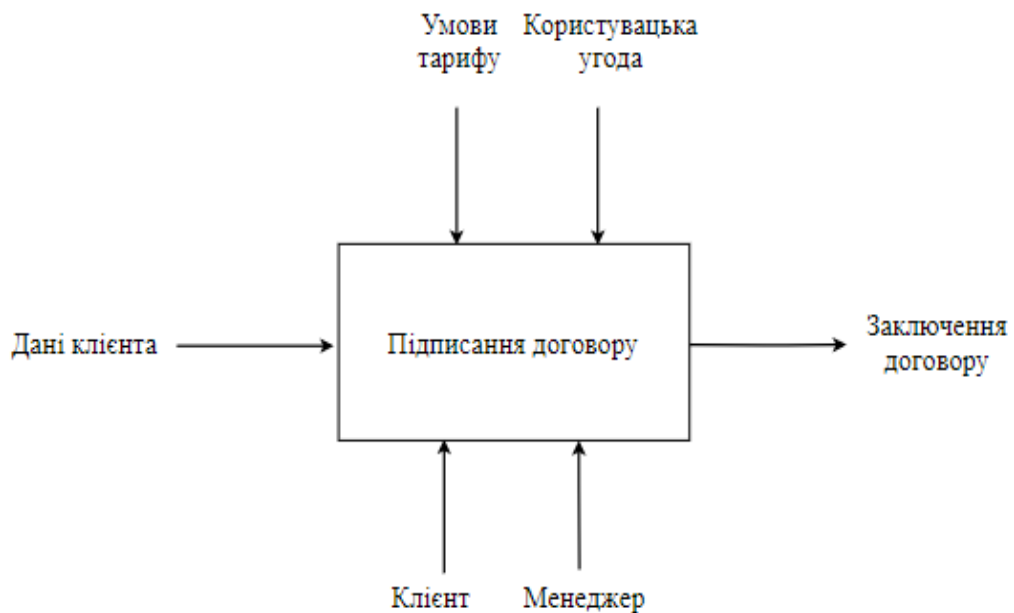 Умови
тарифу
Користувацька
угода
Дані клієнта
Підписання договору
Заключення
договору
Клієнт
Менеджер